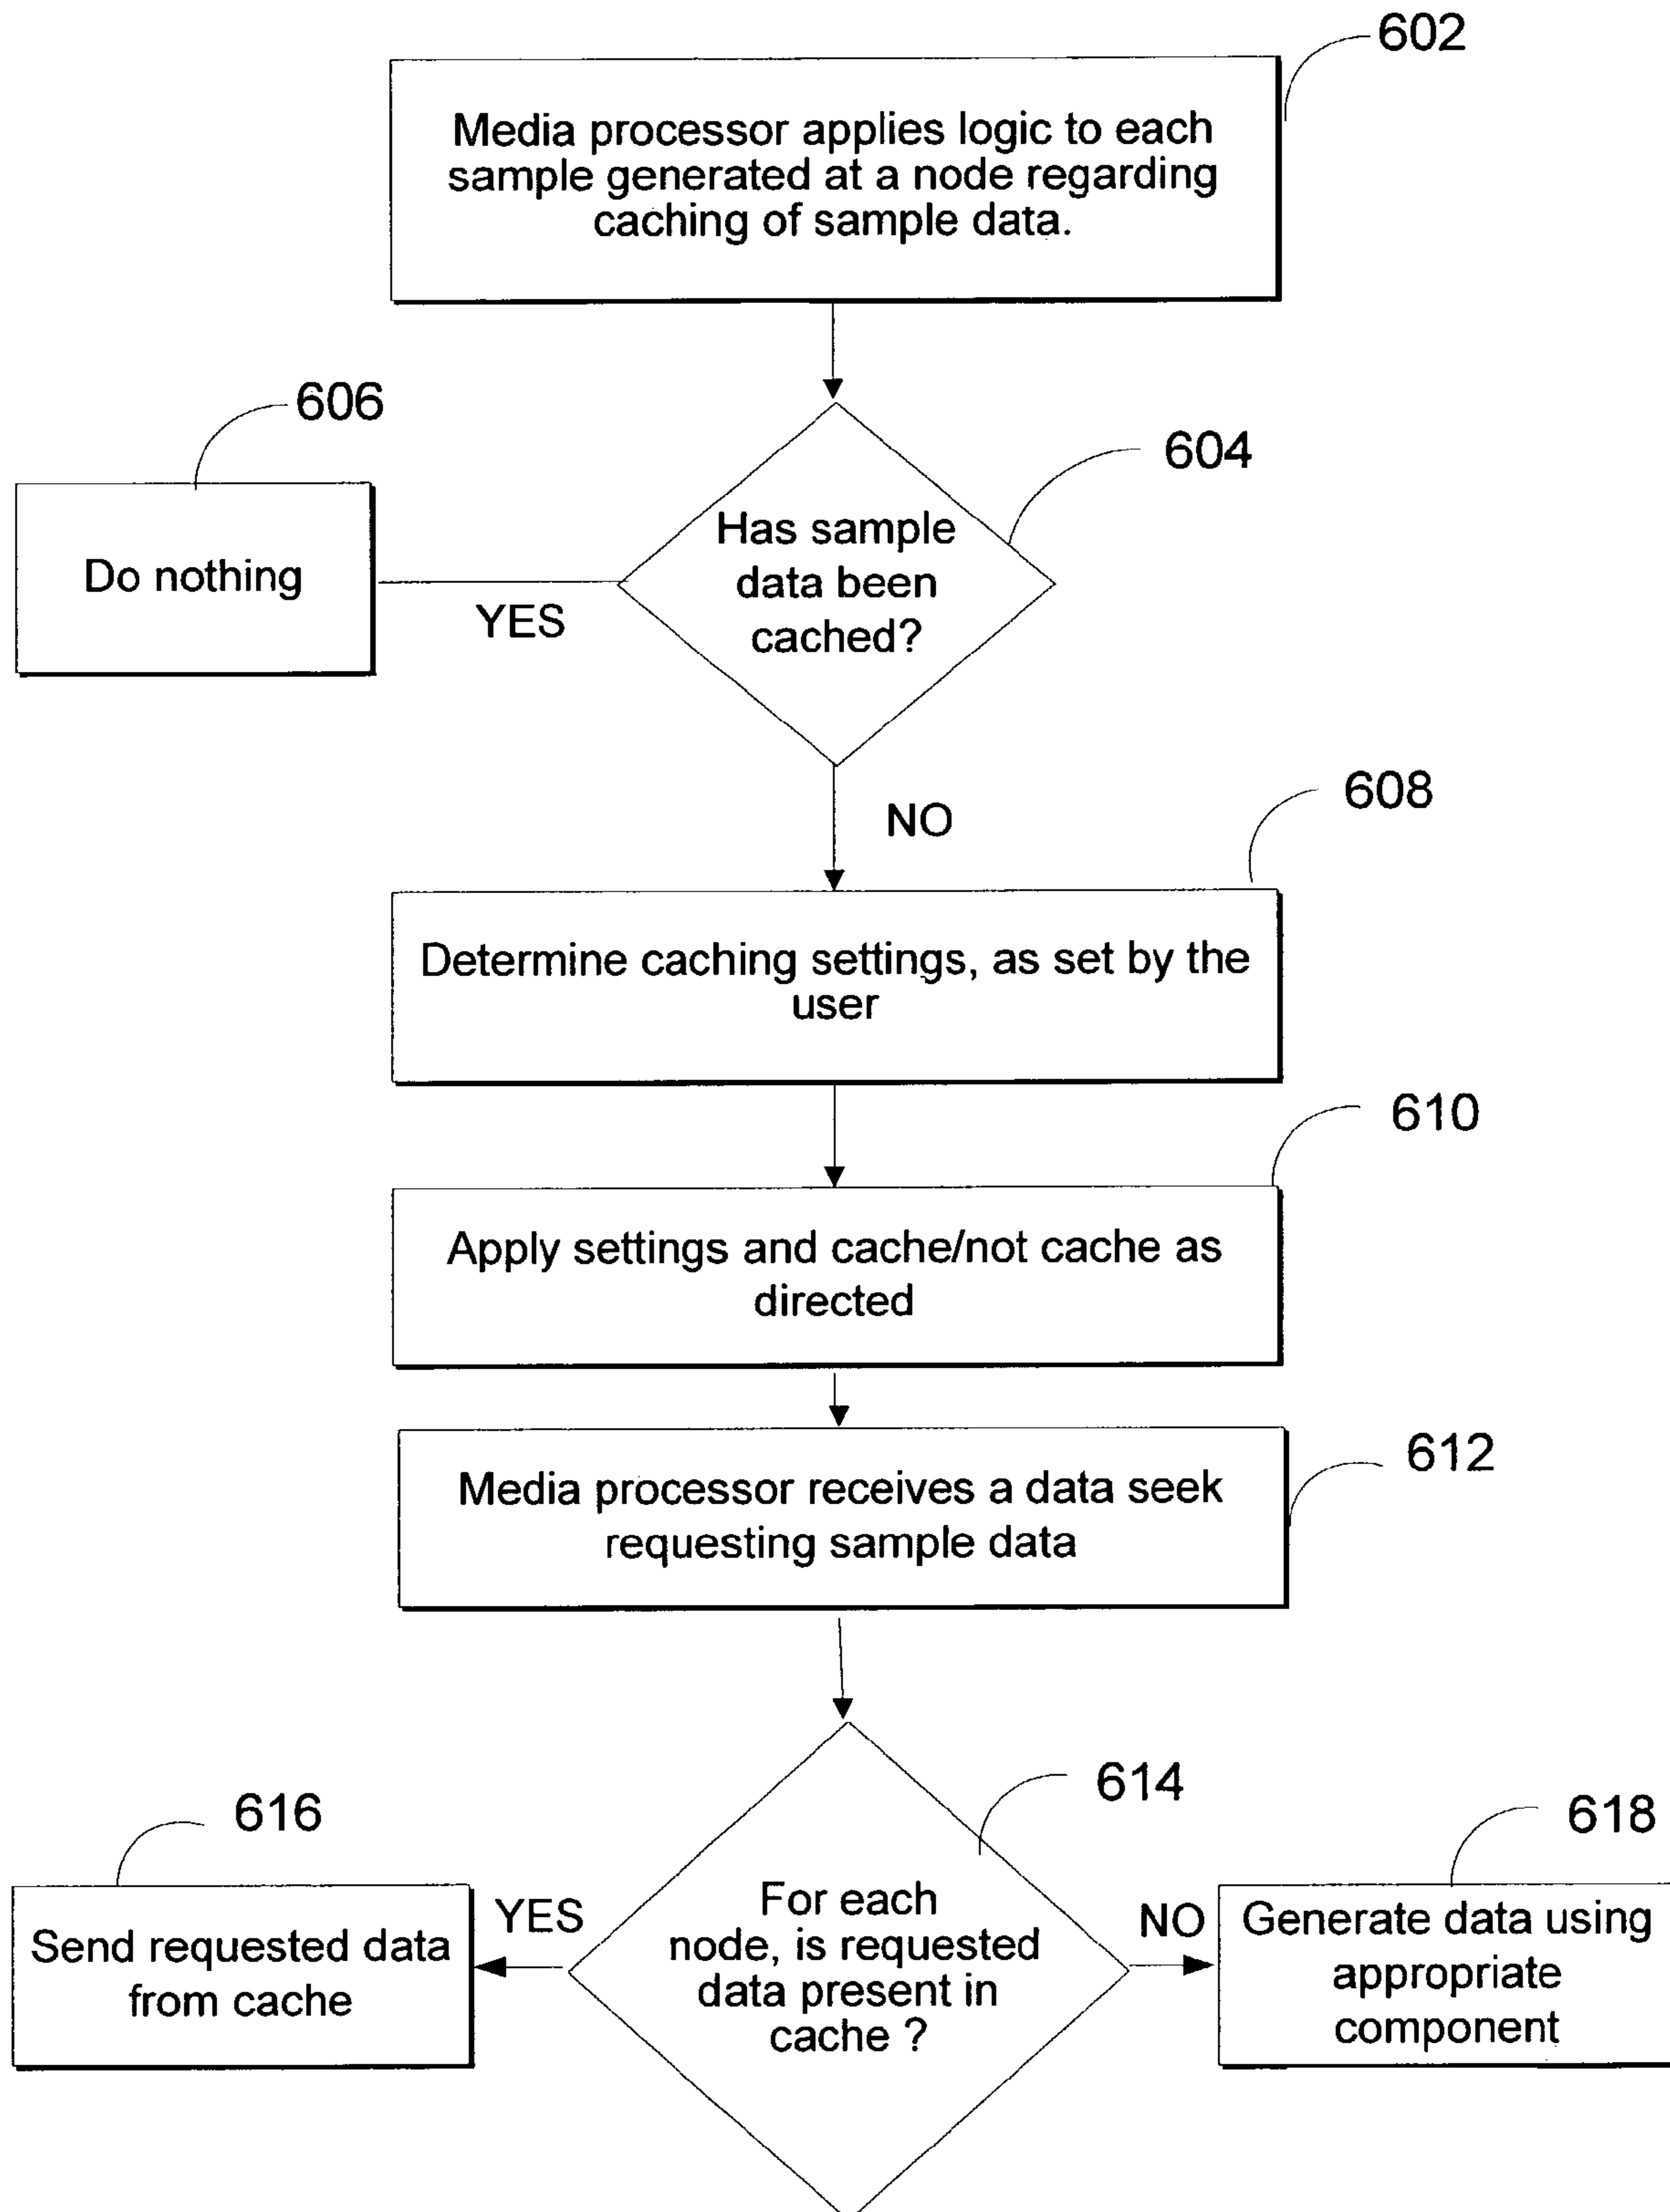 602
Media processor applies logic to each
sample generated at a node regarding
caching of sample data.
606
604
Do nothing
YES
Has sample
data been
cached?
NO
608
Determine caching settings, as set by the
user
610
Apply settings and cache/not cache as
directed
612
Media processor receives a data seek
requesting sample data
614
616
618
Send requested data
from cache
YES
For each
node, is requested
data present in
cache ?
NO
Generate data using
appropriate
component